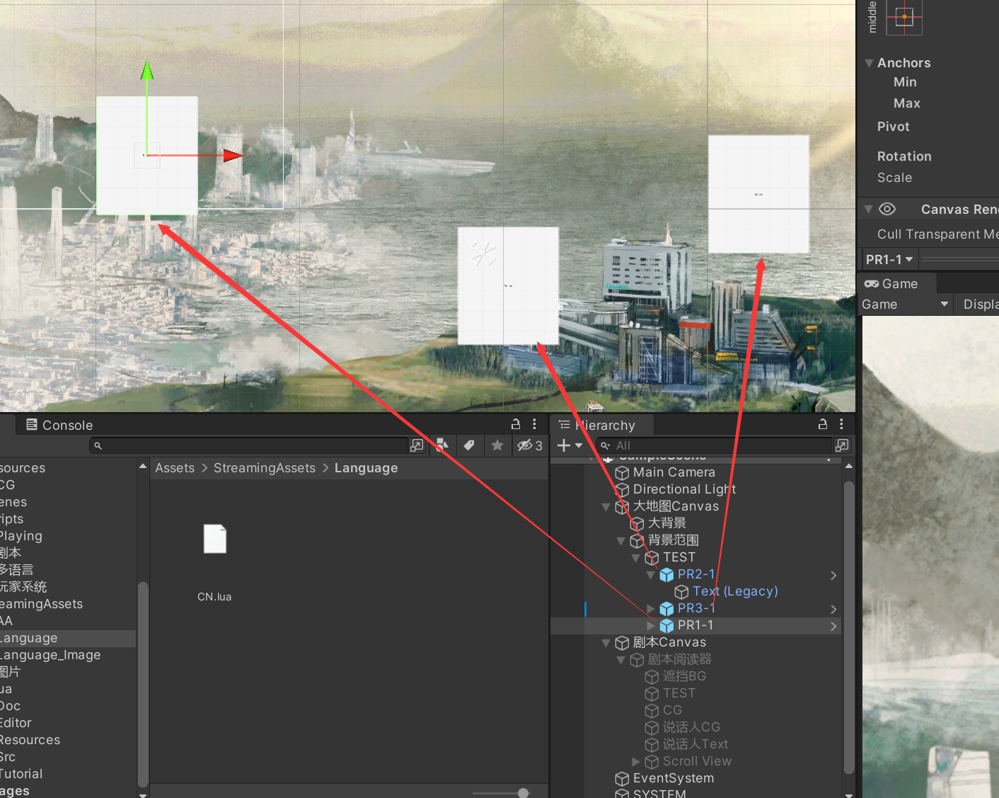 middle
Anchors
Min
Max
Pivot
Rotation
Scale
Canvas Ren
Cull Transparent Me
PR1-1
Game
Game
Displa
Console
3
Assets > StreamingAssets > Language
sources
CG
enes
ripts
Playing
剧本
多语言
玩家系统
eamingAssets
AA
Language
Language_Image
图片
ua
Doc
Editor
Resources
Src
Tutorial
ages
CN.lua
Hierarchy
All
SampleScene
Main Camera
Directional Light
大地图Canvas
大背景
背景范围
TEST
PR2-1
Text (Legacy)
PR3-1
PR1-1
剧本Canvas
剧本阅读器
遮挡BG
TEST
CG
说话人CG
说话人Text
Scroll View
EventSystem
SYSTEM